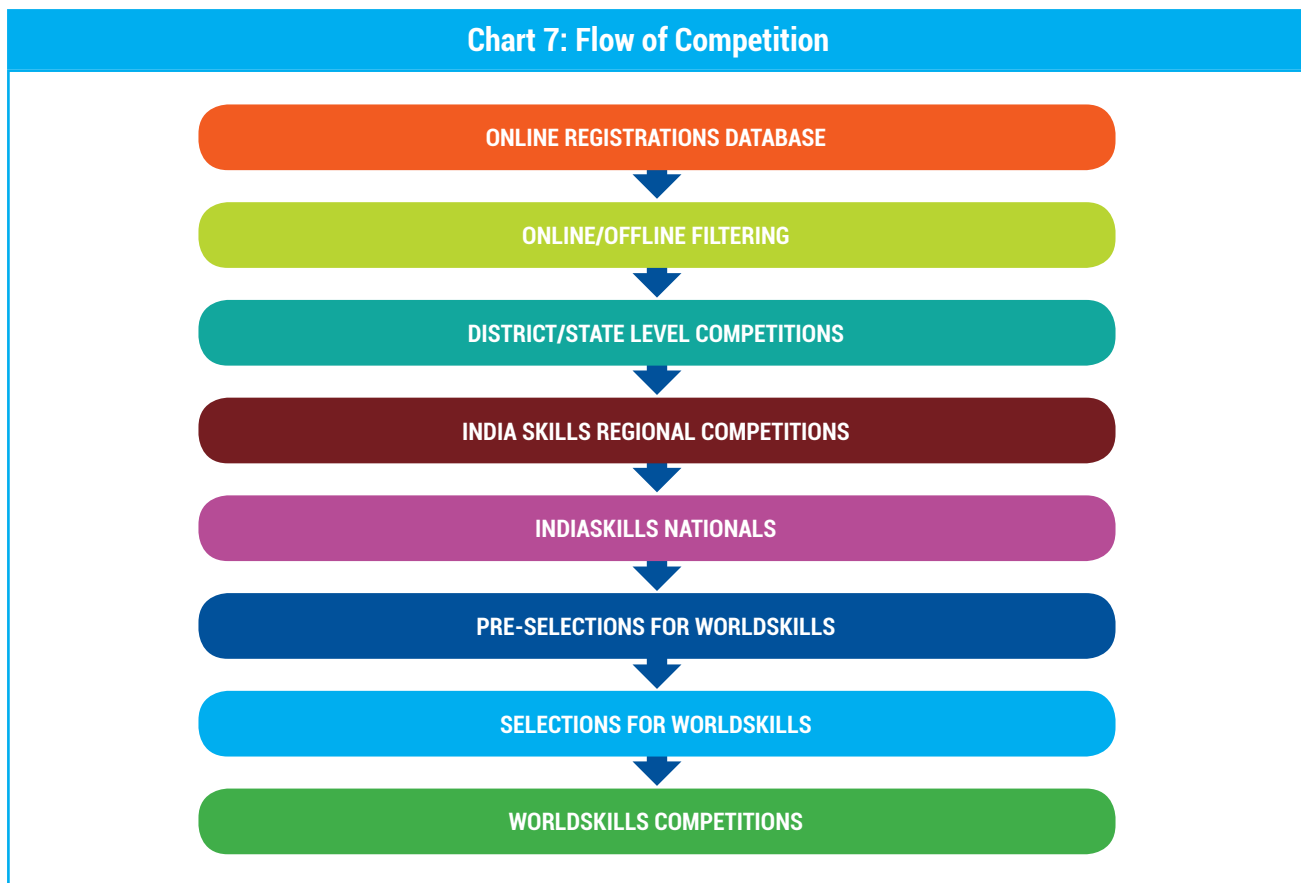 Chart 7: Flow of Competition
ONLINE REGISTRATIONS DATABASE
ONLINE/OFFLINE FILTERING
DISTRICT/STATE LEVEL COMPETITIONS
INDIA SKILLS REGIONAL COMPETITIONS
INDIASKILLS NATIONALS
PRE-SELECTIONS FOR WORLDSKILLS
SELECTIONS FOR WORLDSKILLS
WORLDSKILLS COMPETITIONS